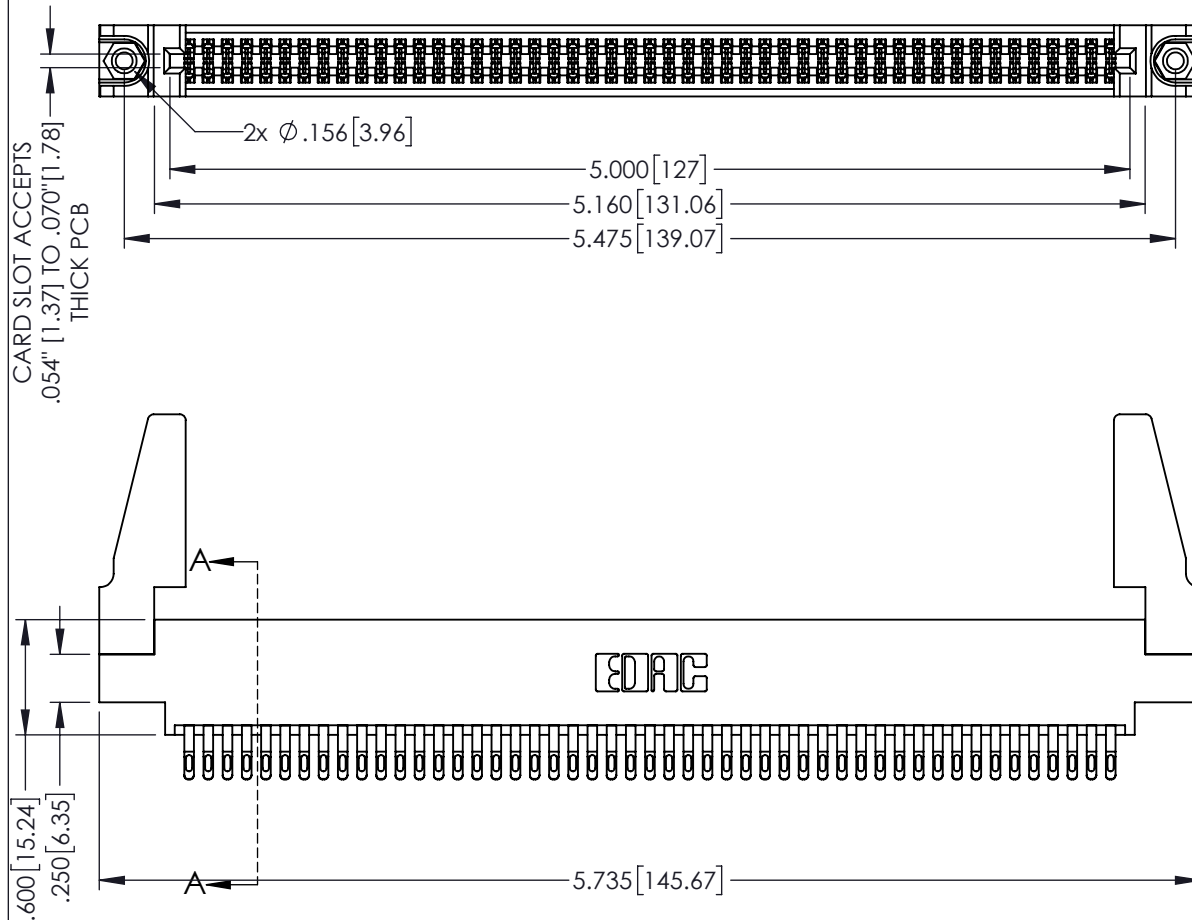 2x ∅ .156[3.96]
5.000[127]
5.160[131.06]
5.475[139.07]
CARD SLOT ACCEPTS
.054" [1.37] TO .070"[1.78]
THICK PCB
A
EDAC
.600[15.24]
.250[6.35]
A
5.735[145.67]